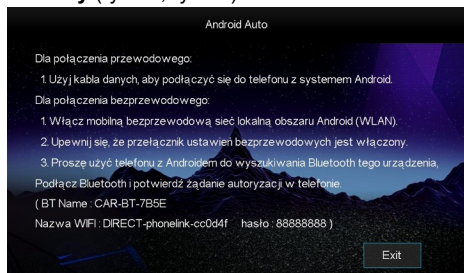 Android Auto
Dla połączenia przewodowego:
1. Użyj kabla danych, aby podłączyć się do telefonu z systemem Android.
Dla połączenia bezprzewodowego:
1. Włącz mobilną bezprzewodową sieć lokalną obszaru Android (WLAN).
2. Upewnij się, że przełącznik ustawień bezprzewodowych jest włączony.
3. Proszę użyć telefonu z Androidem do wyszukiwania Bluetooth tego urządzenia,
Podłącz Bluetooth i potwierdź żądanie autoryzacji w telefonie.
( BT Name : CAR-BT-7B5E
Nazwa WIFI : DIRECT-phonelink-cc0d4f hasło : 88888888 )
Exit